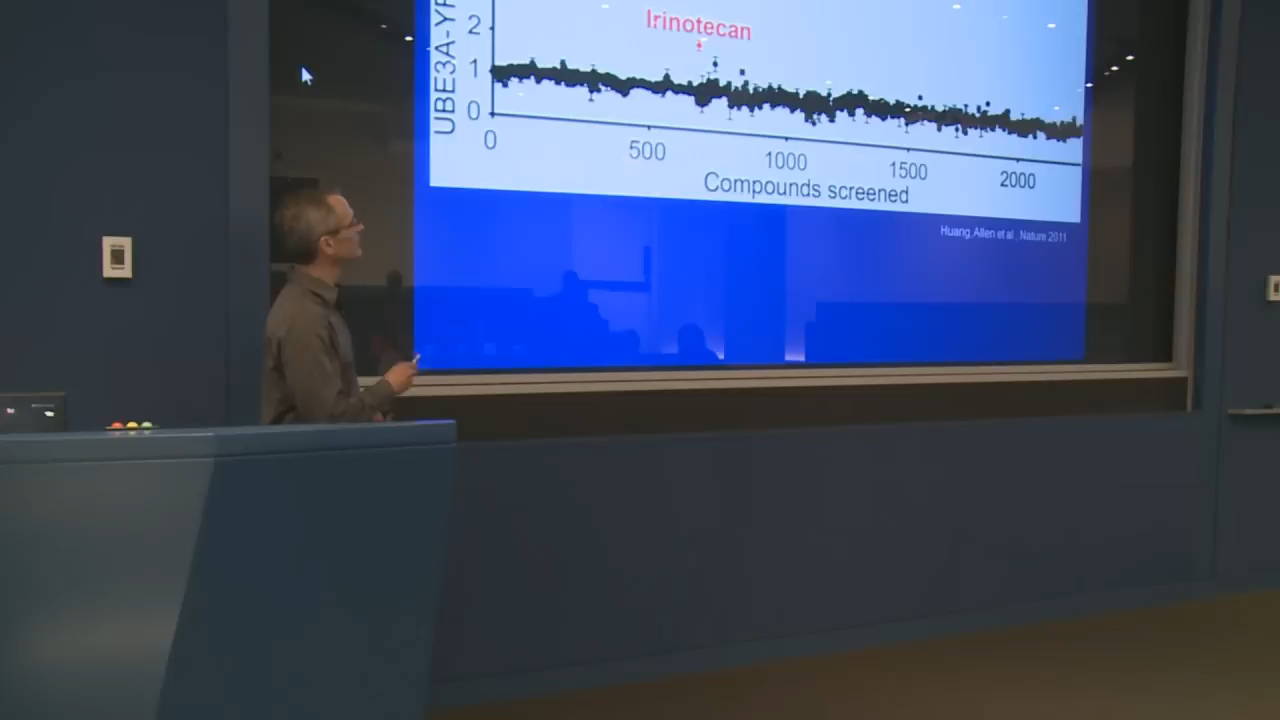 Irinotecan
UBE3A-YF
2
1
0
0
500
1000
1500
2000
Compounds screened
Huang, Allen et al., Nature 2011